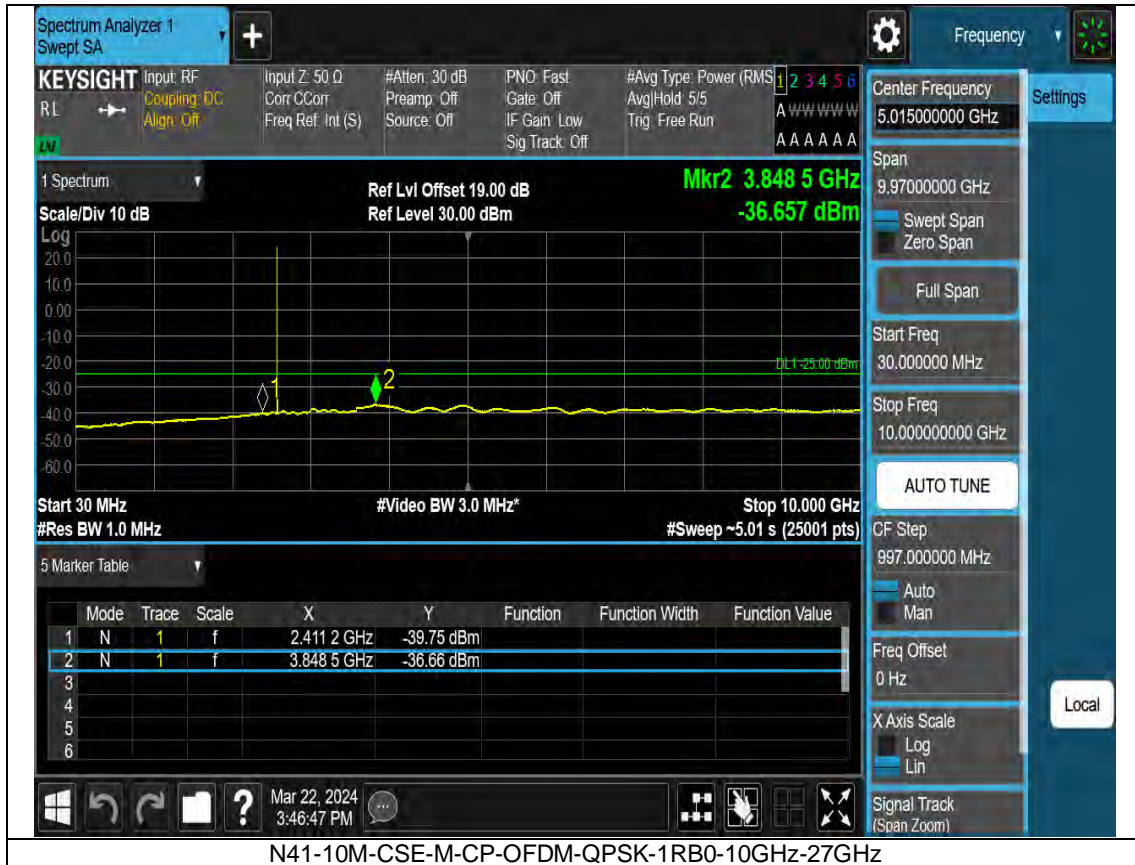 Spectrum Analyzer 1
Swept SA
Frequency
KEYSIGHT
RL
LXI
Input: RF
Coupling: DC
Align: Off
Input Z: 50 Ω
Corr CCorr
Freq Ref: Int (S)
#Atten: 30 dB
Preamp: Off
Source: Off
PNO: Fast
Gate: Off
IF Gain: Low
Sig Track: Off
#Avg Type: Power (RMS
Avg|Hold: 5/5
Trig: Free Run
1 2 3 4 5 6
A W W W W W
A A A A A A
Center Frequency
5.015000000 GHz
Settings
1 Spectrum
Ref Lvl Offset 19.00 dB
Mkr2 3.848 5 GHz
Scale/Div 10 dB
Ref Level 30.00 dBm
-36.657 dBm
Log
20.0
10.0
0.00
-10.0
-20.0
-30.0
-40.0
-50.0
-60.0
DL1 -25.00 dBm
1
2
Start 30 MHz
#Video BW 3.0 MHz*
Stop 10.000 GHz
#Res BW 1.0 MHz
#Sweep ~5.01 s (25001 pts)
Span
9.97000000 GHz
Swept Span
Zero Span
Full Span
Start Freq
30.000000 MHz
Stop Freq
10.000000000 GHz
AUTO TUNE
CF Step
997.000000 MHz
Auto
Man
Freq Offset
0 Hz
X Axis Scale
Log
Lin
Signal Track
(Span Zoom)
Local
5 Marker Table
Mode Trace Scale X Y Function Function Width Function Value
1 N 1 f 2.411 2 GHz -39.75 dBm
2 N 1 f 3.848 5 GHz -36.66 dBm
3
4
5
6
?
Mar 22, 2024
3:46:47 PM
N41-10M-CSE-M-CP-OFDM-QPSK-1RB0-10GHz-27GHz